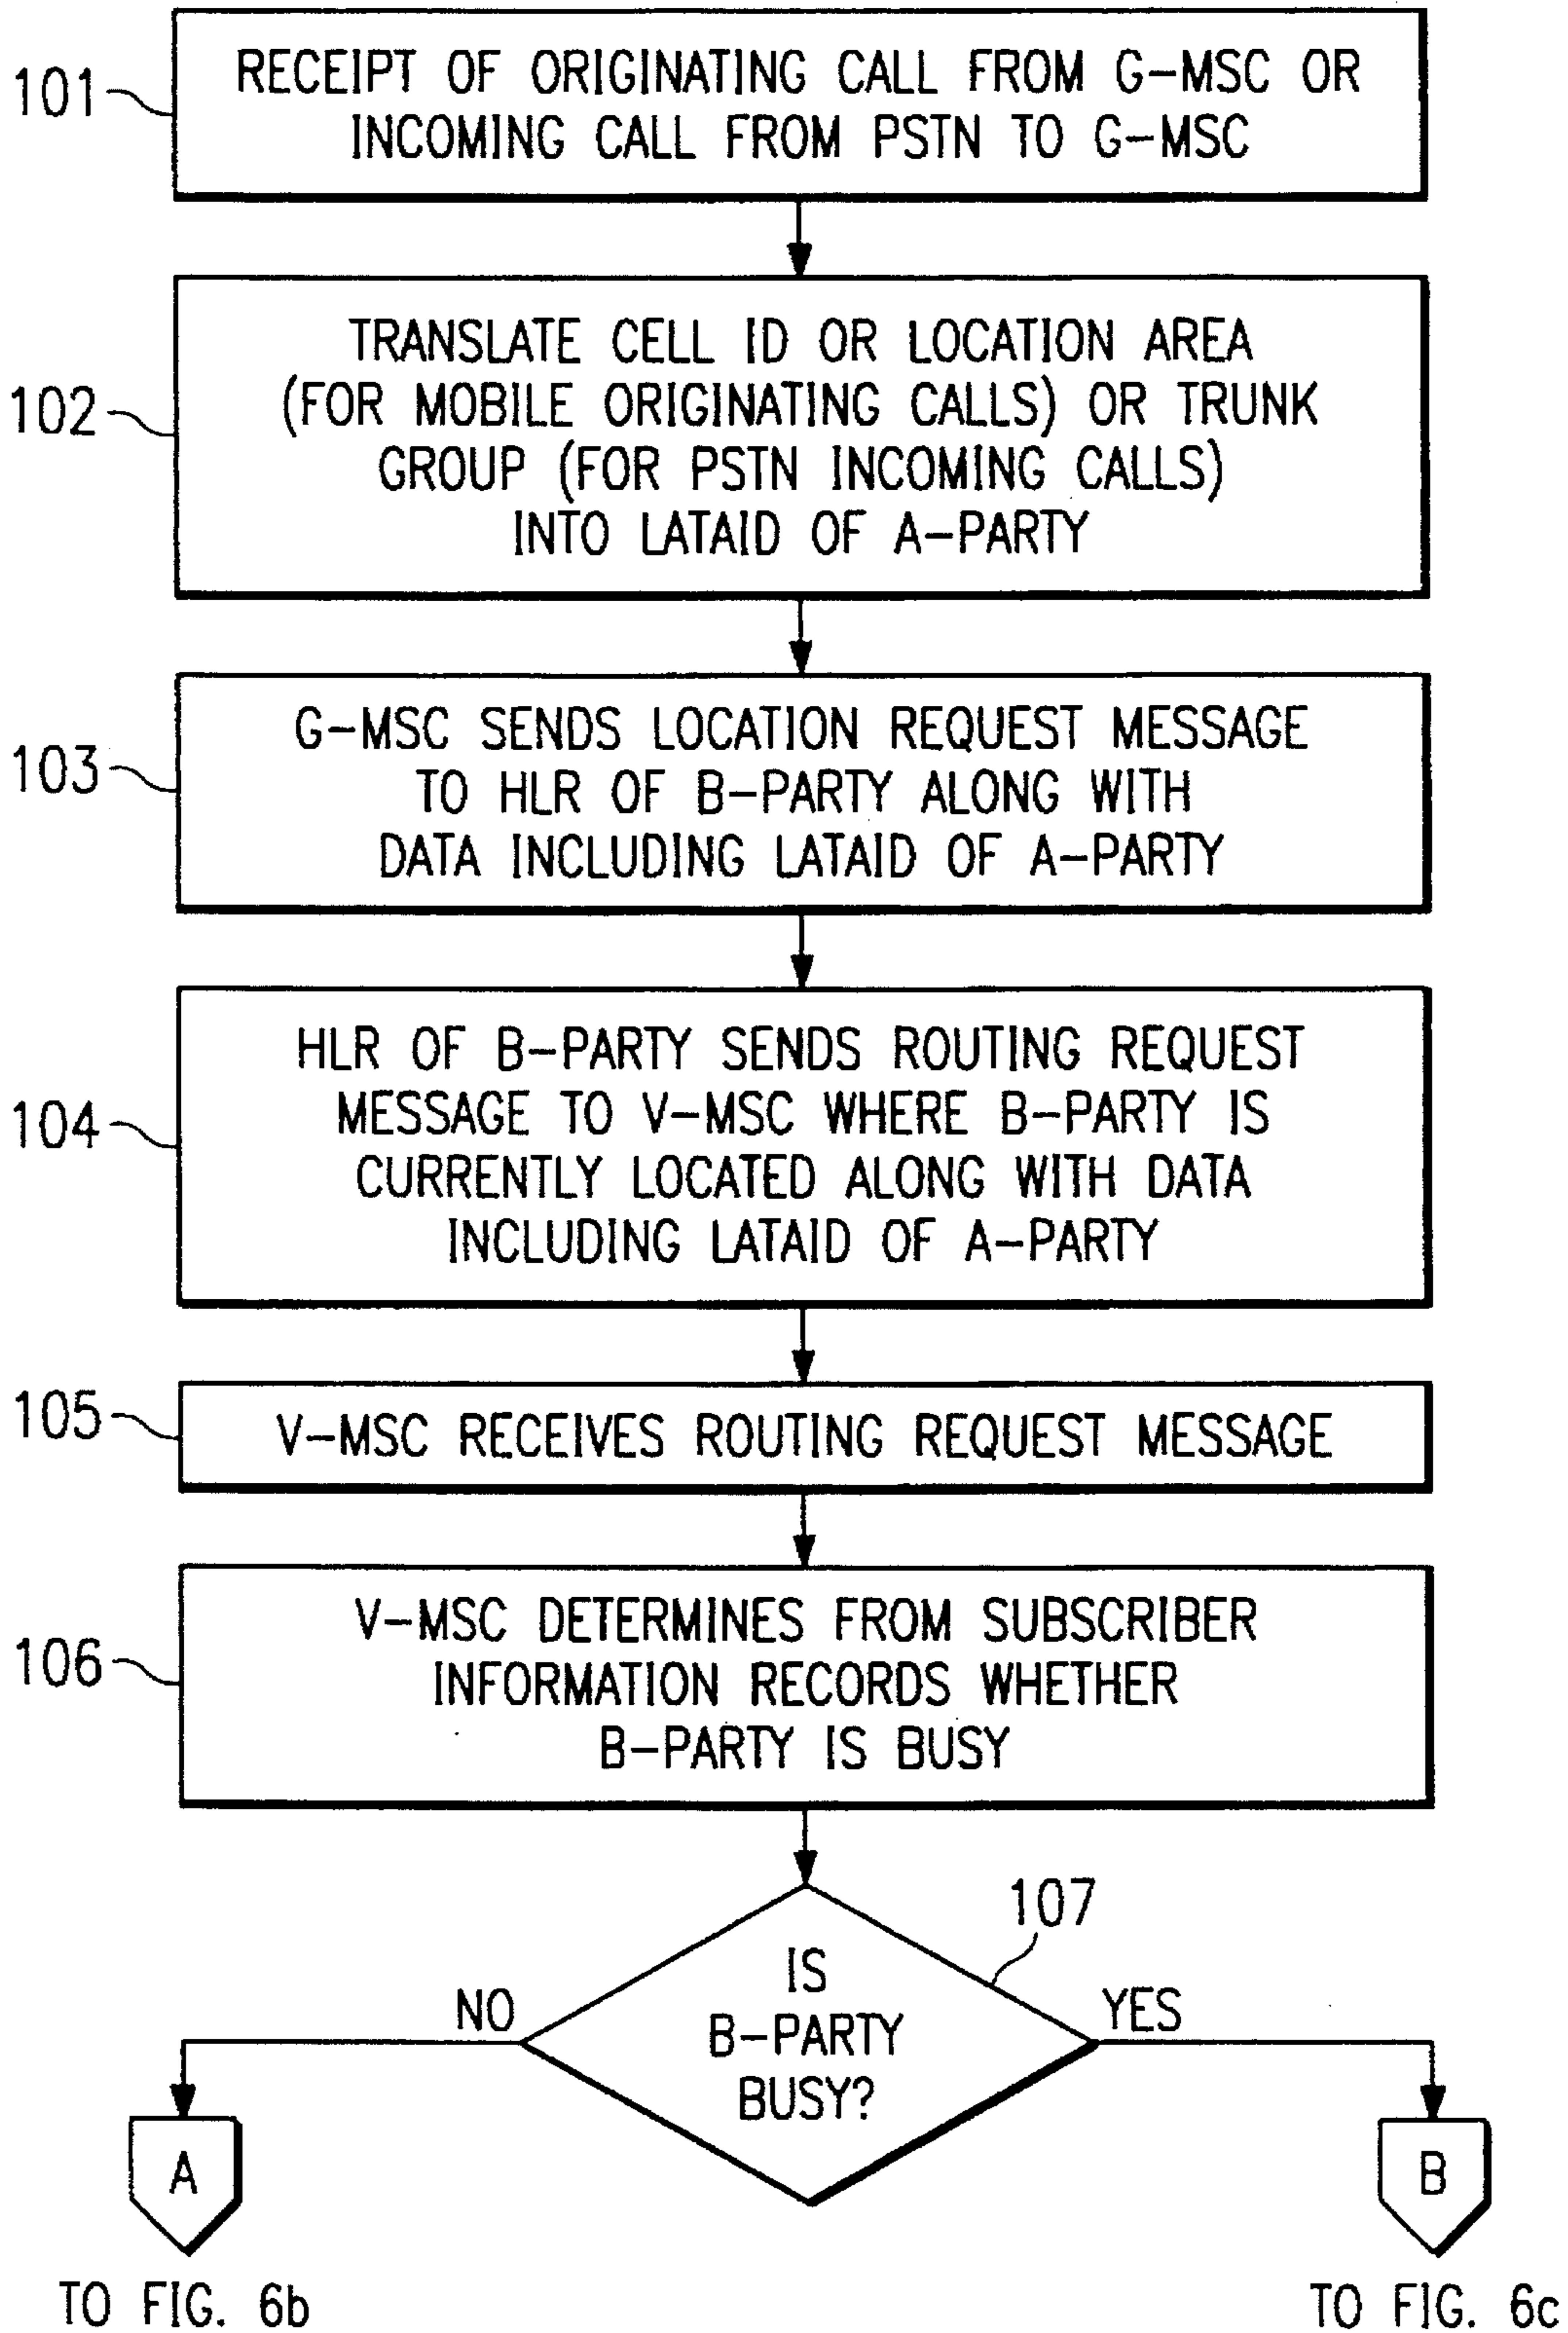 101
RECEIPT OF ORIGINATING CALL FROM G-MSC OR
INCOMING CALL FROM PSTN TO G-MSC
102
TRANSLATE CELL ID OR LOCATION AREA
(FOR MOBILE ORIGINATING CALLS) OR TRUNK
GROUP (FOR PSTN INCOMING CALLS)
INTO LATAID OF A-PARTY
103
G-MSC SENDS LOCATION REQUEST MESSAGE
TO HLR OF B-PARTY ALONG WITH
DATA INCLUDING LATAID OF A-PARTY
104
HLR OF B-PARTY SENDS ROUTING REQUEST
MESSAGE TO V-MSC WHERE B-PARTY IS
CURRENTLY LOCATED ALONG WITH DATA
INCLUDING LATAID OF A-PARTY
105
V-MSC RECEIVES ROUTING REQUEST MESSAGE
106
V-MSC DETERMINES FROM SUBSCRIBER
INFORMATION RECORDS WHETHER
B-PARTY IS BUSY
107
IS
B-PARTY
BUSY?
NO
YES
A
B
TO FIG. 6b
TO FIG. 6c